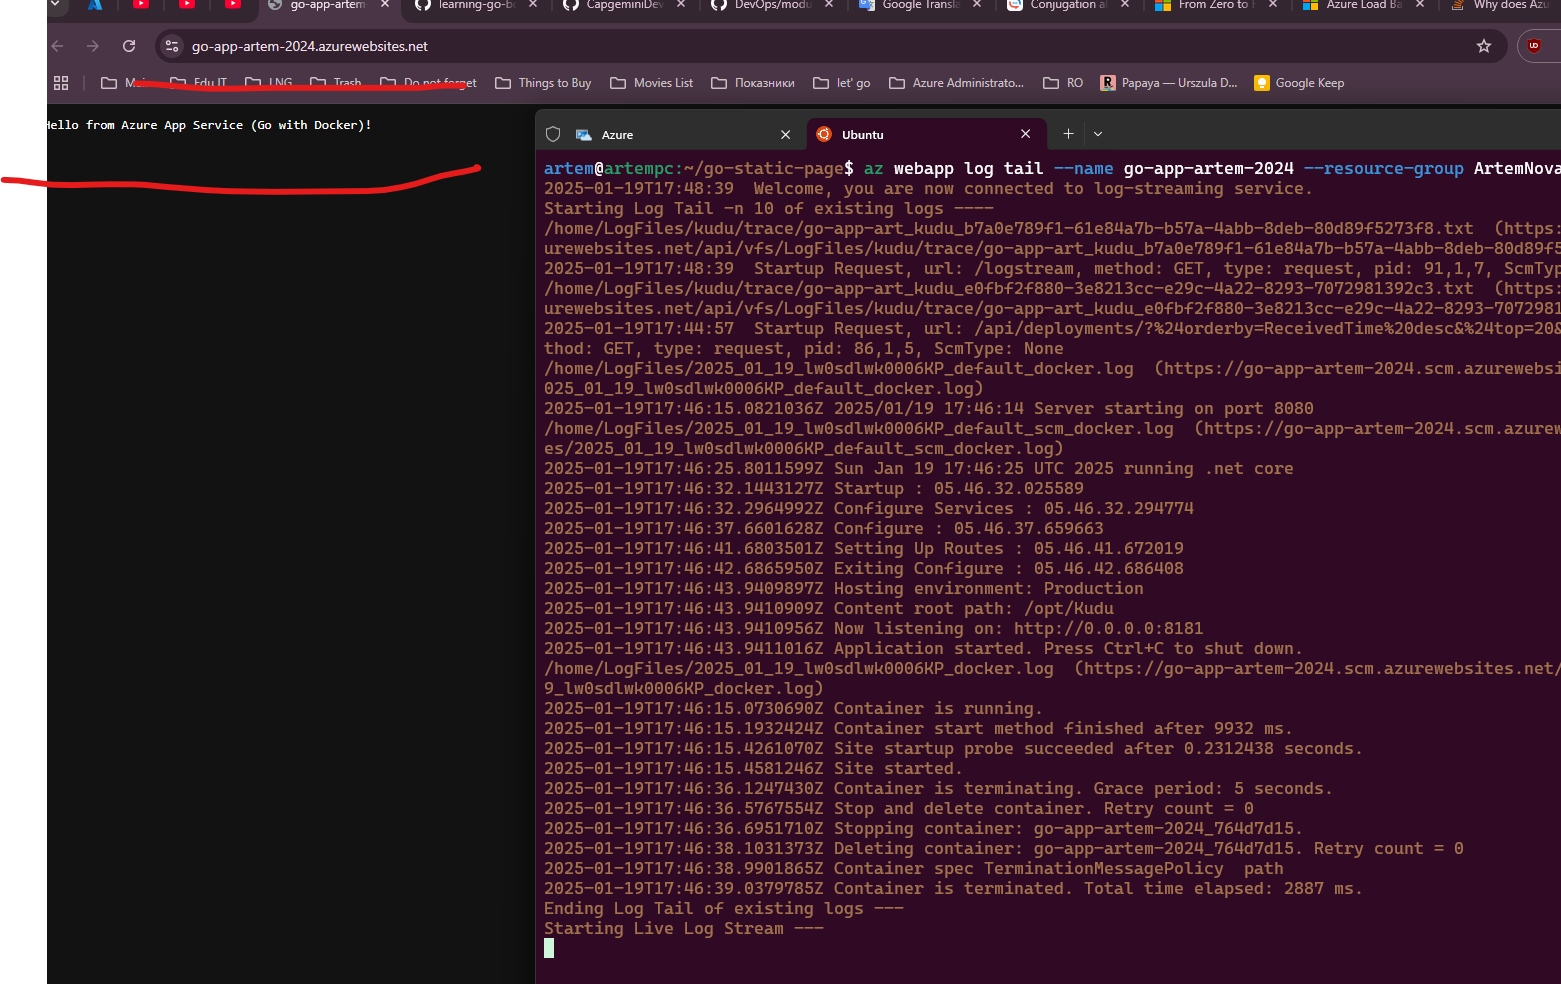 go-app-artem-
learning-go-b
CapgeminiDev
DevOps/modu
Google Transla
Conjugation a
From Zero to
Azure Load Ba
Why does Azu
go-app-artem-2024.azurewebsites.net
Edu IT
LNG
Trash
Do not forget
Things to Buy
Movies List
Показники
let' go
Azure Administrato...
RO
Papaya — Urszula D...
Google Keep
Hello from Azure App Service (Go with Docker)!
Azure
Ubuntu
artem@artempc:~/go-static-page$ az webapp log tail --name go-app-artem-2024 --resource-group ArtemNova
2025-01-19T17:48:39  Welcome, you are now connected to log-streaming service.
Starting Log Tail -n 10 of existing logs ----
/home/LogFiles/kudu/trace/go-app-art_kudu_b7a0e789f1-61e84a7b-b57a-4abb-8deb-80d89f5273f8.txt  (https:
urewebsites.net/api/vfs/LogFiles/kudu/trace/go-app-art_kudu_b7a0e789f1-61e84a7b-b57a-4abb-8deb-80d89f5
2025-01-19T17:48:39  Startup Request, url: /logstream, method: GET, type: request, pid: 91,1,7, ScmTyp
/home/LogFiles/kudu/trace/go-app-art_kudu_e0fbf2f880-3e8213cc-e29c-4a22-8293-7072981392c3.txt  (https:
urewebsites.net/api/vfs/LogFiles/kudu/trace/go-app-art_kudu_e0fbf2f880-3e8213cc-e29c-4a22-8293-7072981
2025-01-19T17:44:57  Startup Request, url: /api/deployments/?%24orderby=ReceivedTime%20desc&%24top=20&
thod: GET, type: request, pid: 86,1,5, ScmType: None
/home/LogFiles/2025_01_19_lw0sdlwk0006KP_default_docker.log  (https://go-app-artem-2024.scm.azurewebsi
025_01_19_lw0sdlwk0006KP_default_docker.log)
2025-01-19T17:46:15.0821036Z 2025/01/19 17:46:14 Server starting on port 8080
/home/LogFiles/2025_01_19_lw0sdlwk0006KP_default_scm_docker.log  (https://go-app-artem-2024.scm.azurew
es/2025_01_19_lw0sdlwk0006KP_default_scm_docker.log)
2025-01-19T17:46:25.8011599Z Sun Jan 19 17:46:25 UTC 2025 running .net core
2025-01-19T17:46:32.1443127Z Startup : 05.46.32.025589
2025-01-19T17:46:32.2964992Z Configure Services : 05.46.32.294774
2025-01-19T17:46:37.6601628Z Configure : 05.46.37.659663
2025-01-19T17:46:41.6803501Z Setting Up Routes : 05.46.41.672019
2025-01-19T17:46:42.6865950Z Exiting Configure : 05.46.42.686408
2025-01-19T17:46:43.9409897Z Hosting environment: Production
2025-01-19T17:46:43.9410909Z Content root path: /opt/Kudu
2025-01-19T17:46:43.9410956Z Now listening on: http://0.0.0.0:8181
2025-01-19T17:46:43.9411016Z Application started. Press Ctrl+C to shut down.
/home/LogFiles/2025_01_19_lw0sdlwk0006KP_docker.log  (https://go-app-artem-2024.scm.azurewebsites.net/
9_lw0sdlwk0006KP_docker.log)
2025-01-19T17:46:15.0730690Z Container is running.
2025-01-19T17:46:15.1932424Z Container start method finished after 9932 ms.
2025-01-19T17:46:15.4261070Z Site startup probe succeeded after 0.2312438 seconds.
2025-01-19T17:46:15.4581246Z Site started.
2025-01-19T17:46:36.1247430Z Container is terminating. Grace period: 5 seconds.
2025-01-19T17:46:36.5767554Z Stop and delete container. Retry count = 0
2025-01-19T17:46:36.6951710Z Stopping container: go-app-artem-2024_764d7d15.
2025-01-19T17:46:38.1031373Z Deleting container: go-app-artem-2024_764d7d15. Retry count = 0
2025-01-19T17:46:38.9901865Z Container spec TerminationMessagePolicy  path
2025-01-19T17:46:39.0379785Z Container is terminated. Total time elapsed: 2887 ms.
Ending Log Tail of existing logs ---
Starting Live Log Stream ---